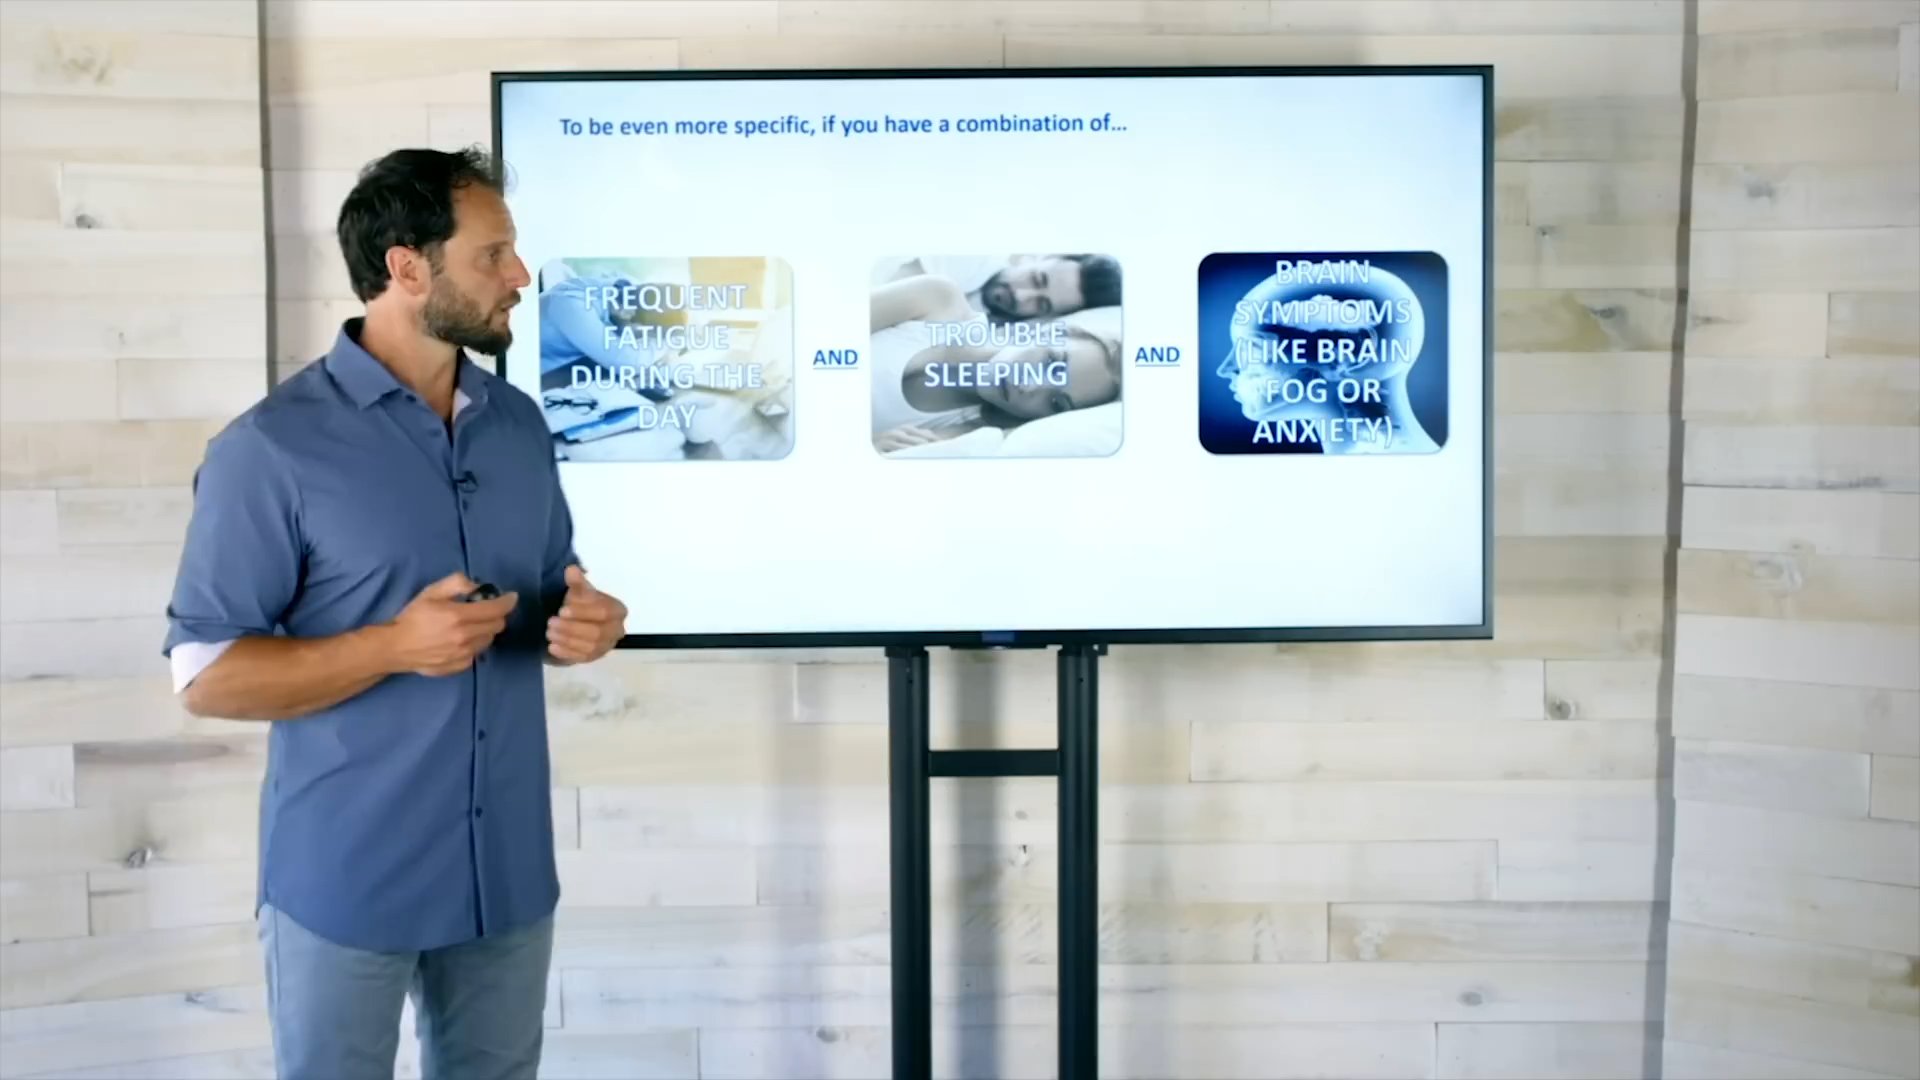 To be even more specific, if you have a combination of...
FREQUENT
FATIGUE
DURING THE
DAY
AND
TROUBLE
SLEEPING
AND
BRAIN
SYMPTOMS
(LIKE BRAIN
FOG OR
ANXIETY)